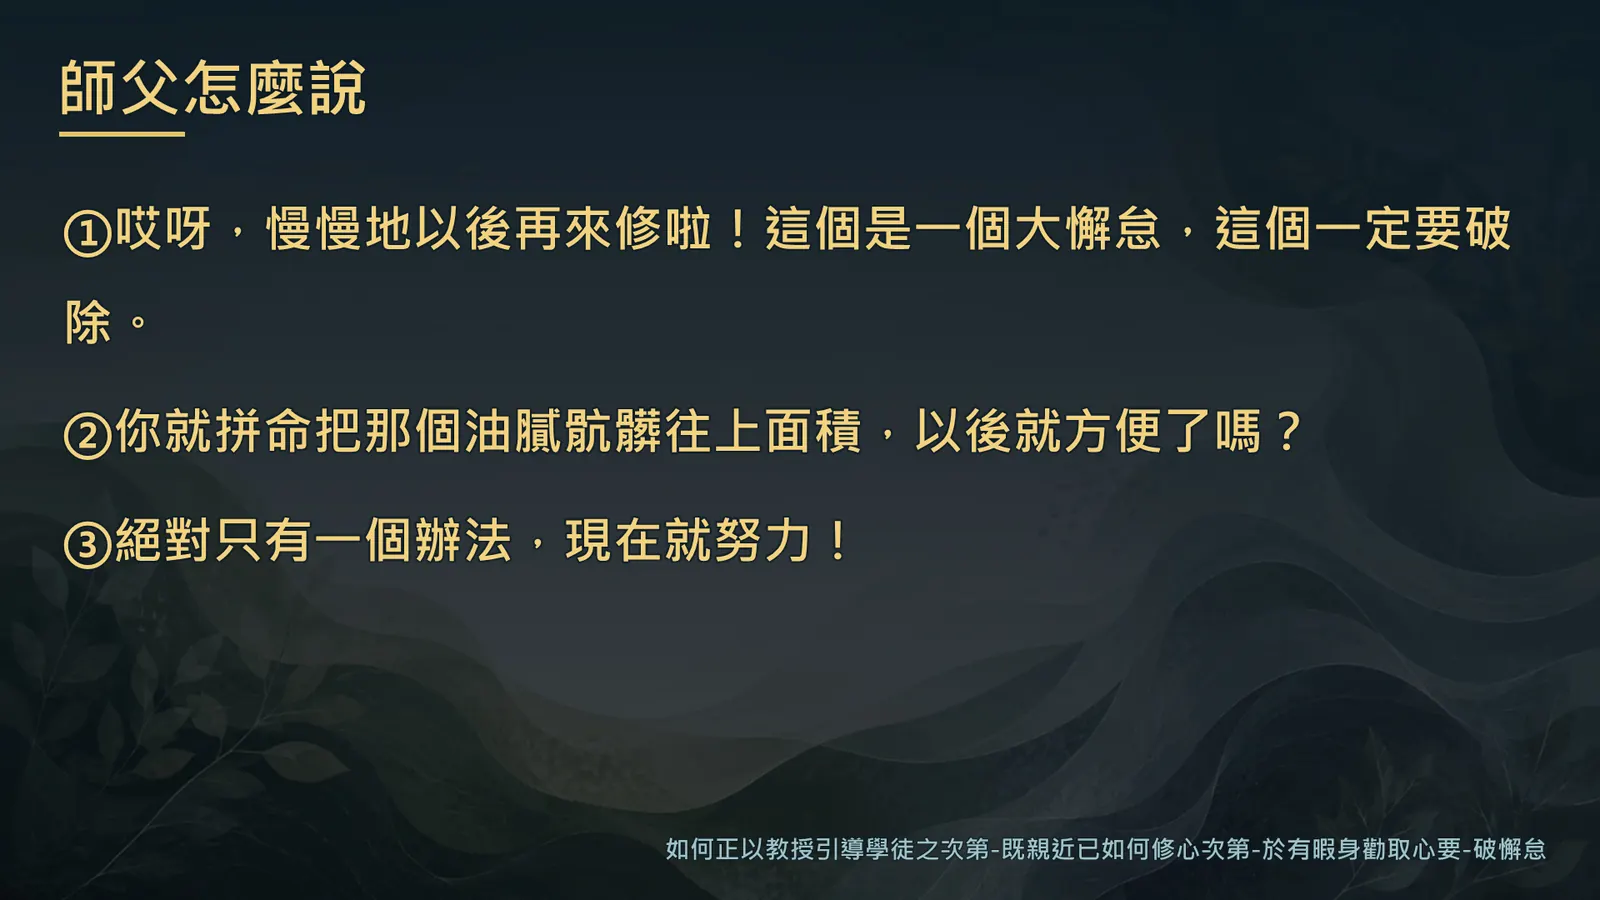 師父怎麼說
①哎呀，慢慢地以後再來修啦！這個是一個大懈怠，這個一定要破
除。
②你就拼命把那個油膩骯髒往上面積，以後就方便了嗎？
③絕對只有一個辦法，現在就努力！
如何正以教授引導學徒之次第-既親近已如何修心次第-於有暇身勸取心要-破懈怠